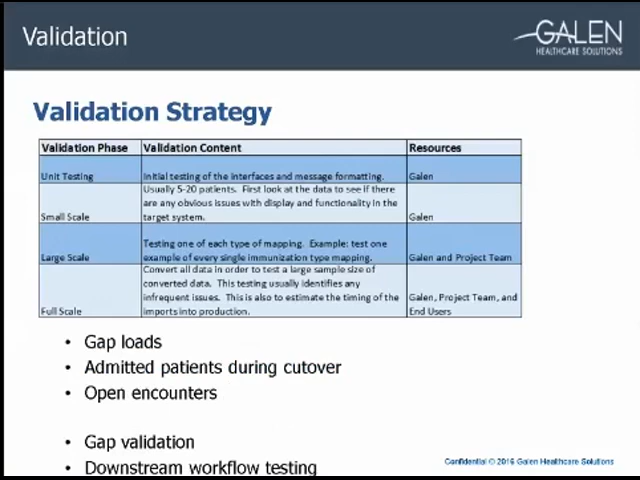 Validation
GALEN
HEALTHCARE SOLUTIONS
Validation Strategy
Validation Phase Validation Content Resources
Unit Testing Initial testing of the interfaces and message formatting. Galen
Usually 5-20 patients. First look at the data to see if there
are any obvious issues with display and functionality in the
Small Scale target system. Galen
Testing one of each type of mapping. Example: test one
Large Scale example of every single immunization type mapping. Galen and Project Team
Convert all data in order to test a large sample size of
converted data. This testing usually identifies any
infrequent issues. This is also to estimate the timing of the Galen, Project Team, and
Full Scale imports into production. End Users
• Gap loads
• Admitted patients during cutover
• Open encounters
• Gap validation
• Downstream workflow testing
Confidential © 2016 Galen Healthcare Solutions